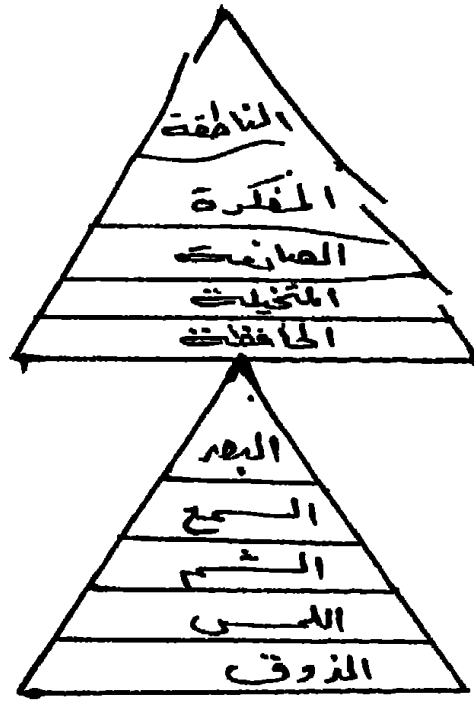 الناطقة
المفكرة
الصانعة
المتخيلة
الحافظة
البصر
السمع
الشم
اللمس
الذوق